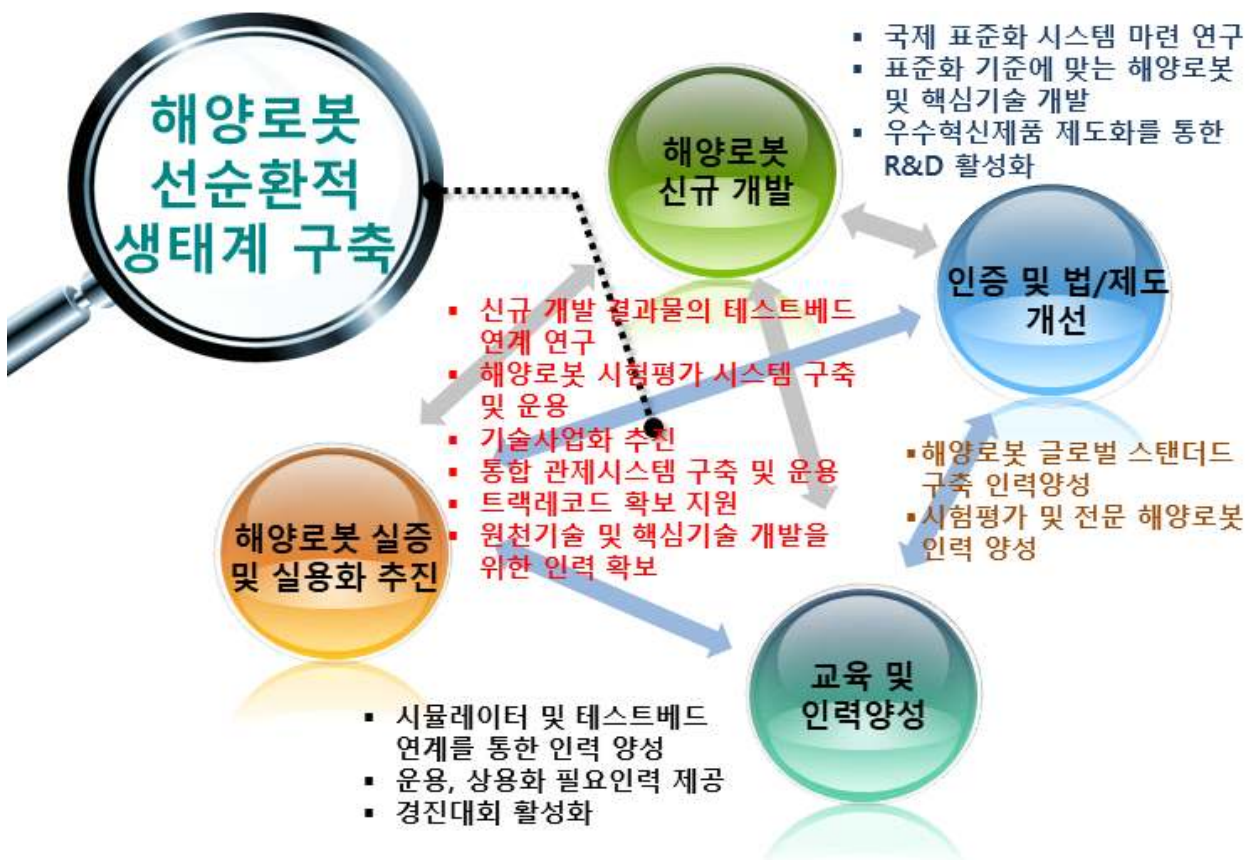 해양로봇
선순환적
생태계 구축
▪ 국제 표준화 시스템 마련 연구
▪ 표준화 기준에 맞는 해양로봇
및 핵심기술 개발
▪ 우수혁신제품 제도화를 통한
R&D 활성화
해양로봇
신규 개발
인증 및 법/제도
개선
▪ 신규 개발 결과물의 테스트베드
연계 연구
▪ 해양로봇 시험평가 시스템 구축
및 운용
▪ 기술사업화 추진
▪ 통합 관제시스템 구축 및 운용
▪ 트랙레코드 확보 지원
▪ 원천기술 및 핵심기술 개발을
위한 인력 확보
▪해양로봇 글로벌 스탠더드
구축 인력양성
▪시험평가 및 전문 해양로봇
인력 양성
해양로봇 실증
및 실용화 추진
교육 및
인력양성
▪ 시뮬레이터 및 테스트베드
연계를 통한 인력 양성
▪ 운용, 상용화 필요인력 제공
▪ 경진대회 활성화